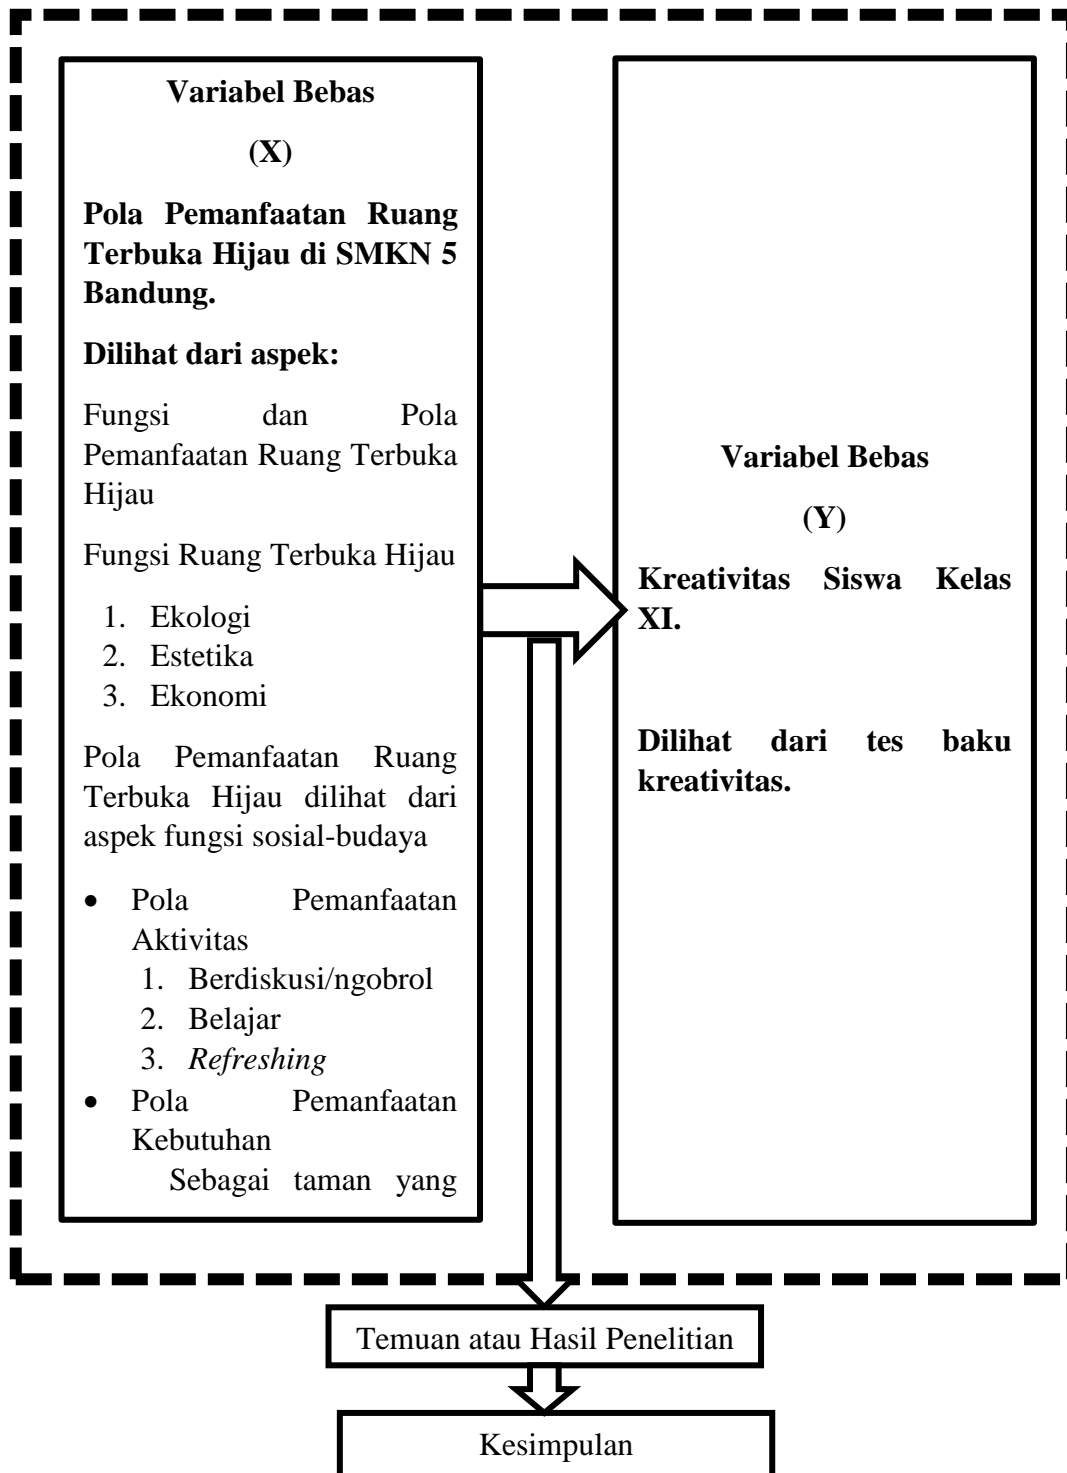 Variabel Bebas
(X)
Pola Pemanfaatan Ruang
Terbuka Hijau di SMKN 5
Bandung.
Dilihat dari aspek:
Fungsi dan Pola
Pemanfaatan Ruang Terbuka
Hijau
Fungsi Ruang Terbuka Hijau
1. Ekologi
2. Estetika
3. Ekonomi
Pola Pemanfaatan Ruang
Terbuka Hijau dilihat dari
aspek fungsi sosial-budaya
• Pola Pemanfaatan
Aktivitas
1. Berdiskusi/ngobrol
2. Belajar
3. Refreshing
• Pola Pemanfaatan
Kebutuhan
Sebagai taman yang
Variabel Bebas
(Y)
Kreativitas Siswa Kelas
XI.
Dilihat dari tes baku
kreativitas.
Temuan atau Hasil Penelitian
Kesimpulan